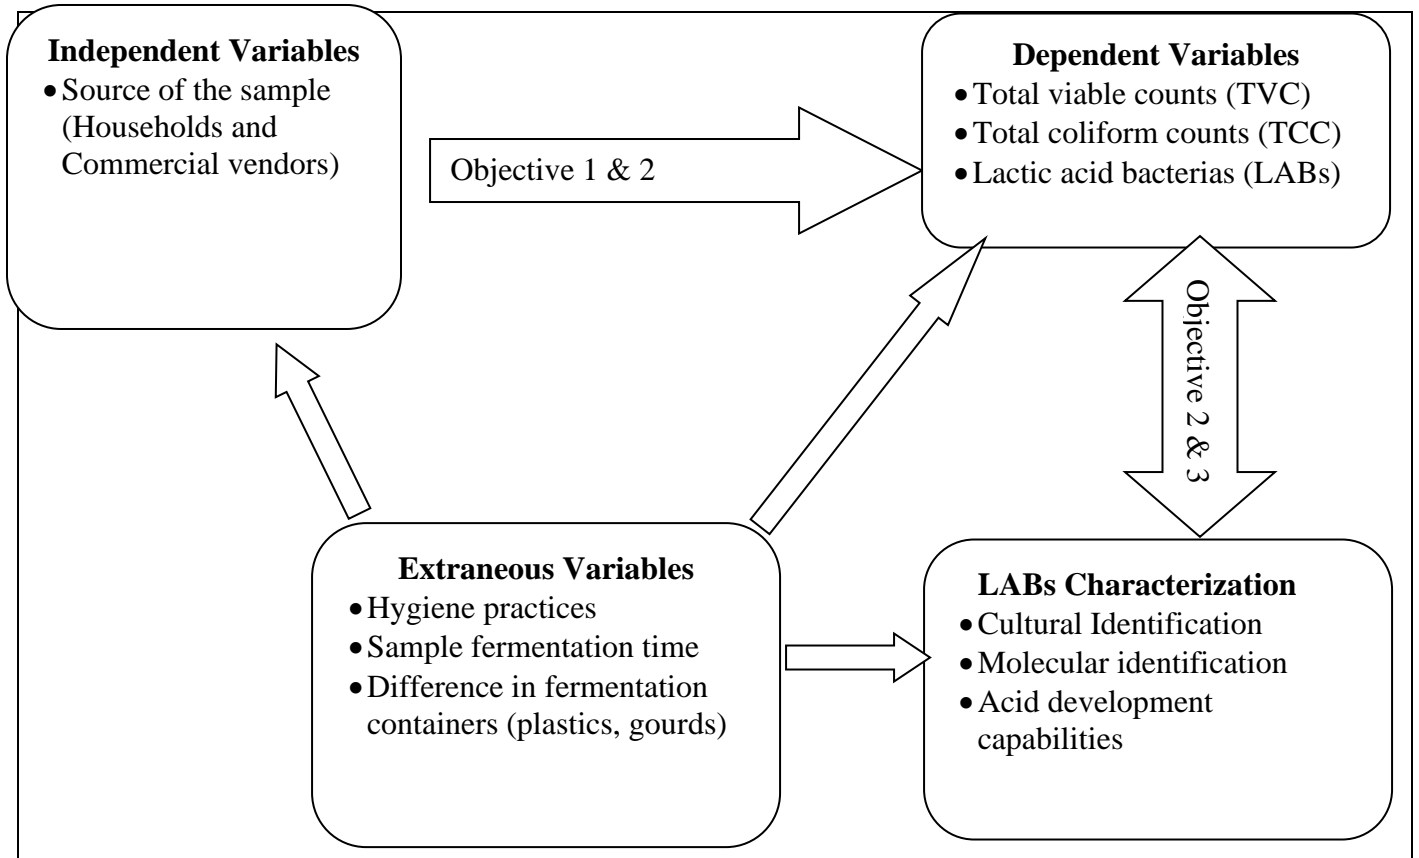 Independent Variables
• Source of the sample
(Households and
Commercial vendors)
Objective 1 & 2
Dependent Variables
• Total viable counts (TVC)
• Total coliform counts (TCC)
• Lactic acid bacterias (LABs)
Objective 2 & 3
Extraneous Variables
• Hygiene practices
• Sample fermentation time
• Difference in fermentation
containers (plastics, gourds)
LABs Characterization
• Cultural Identification
• Molecular identification
• Acid development
capabilities